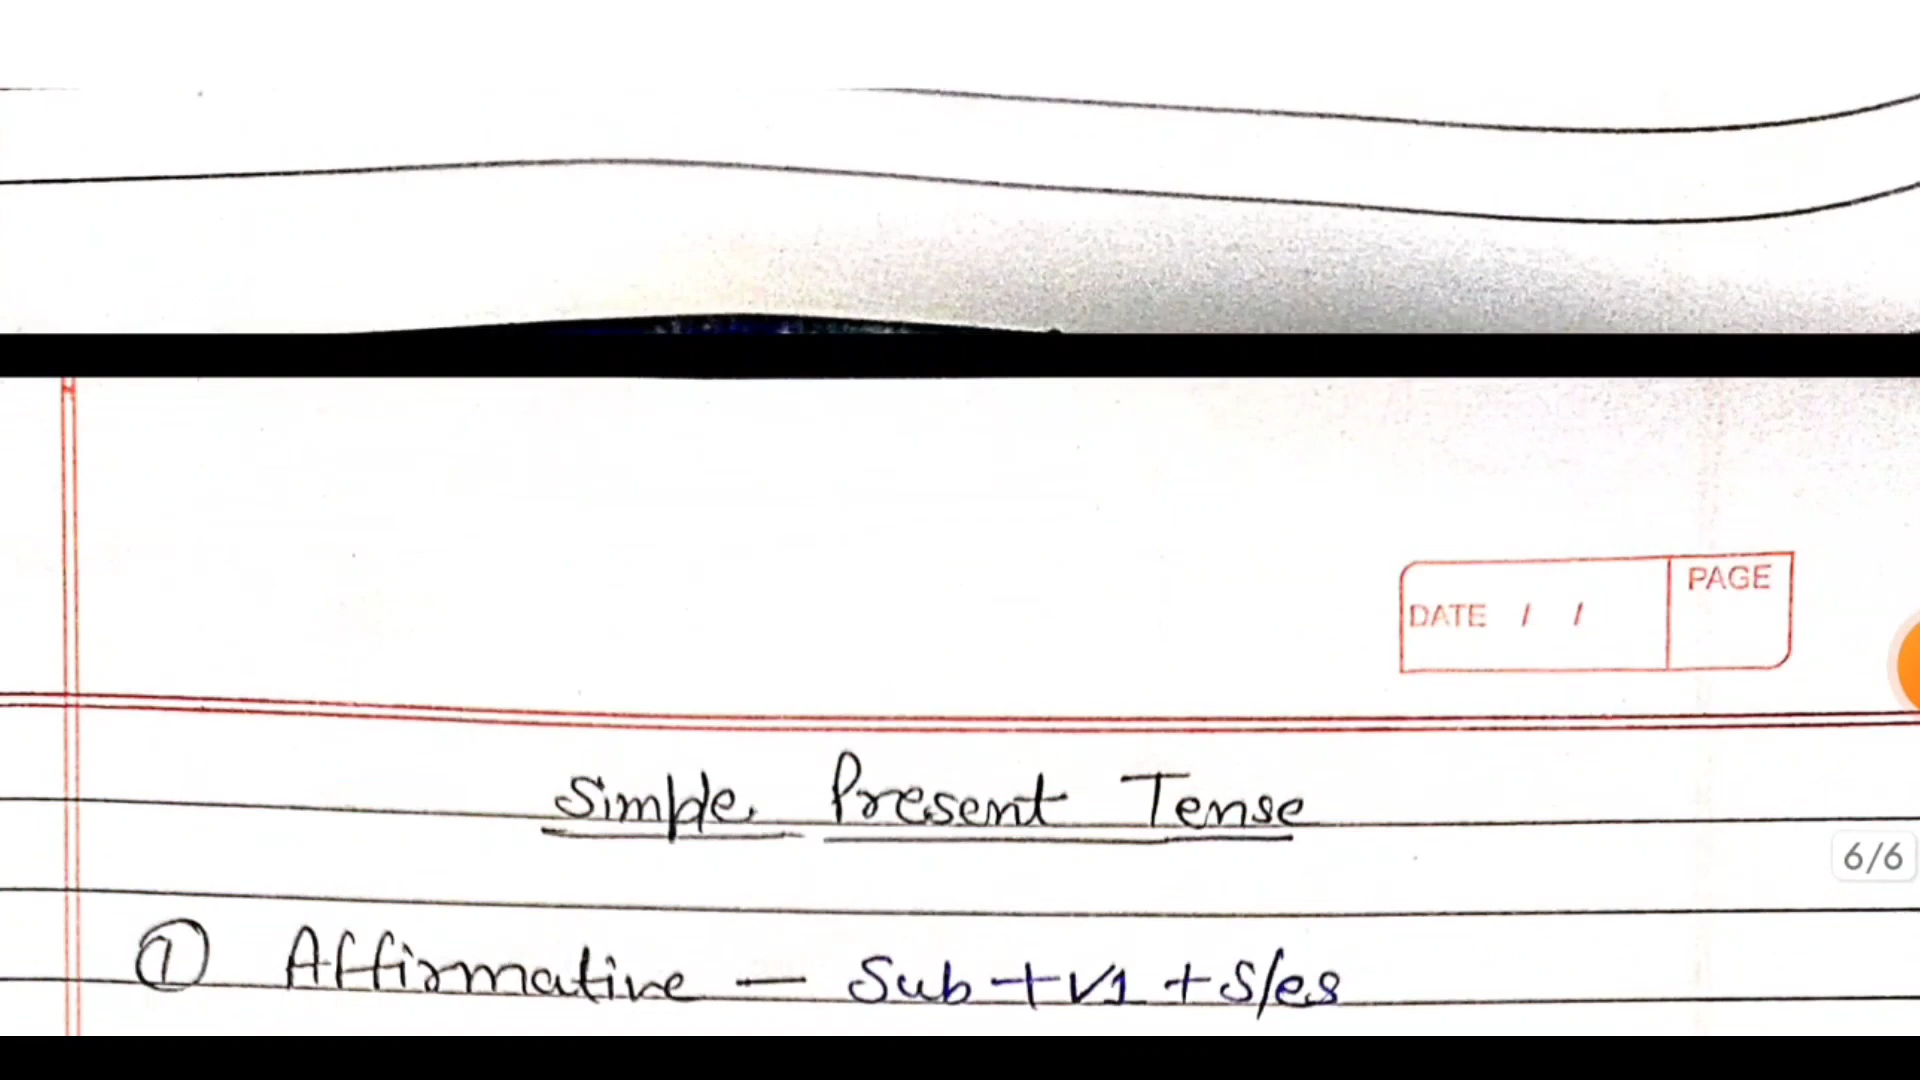 DATE / / PAGE
Simple Present Tense
6/6
① Affirmative — Sub + V1 + S/es